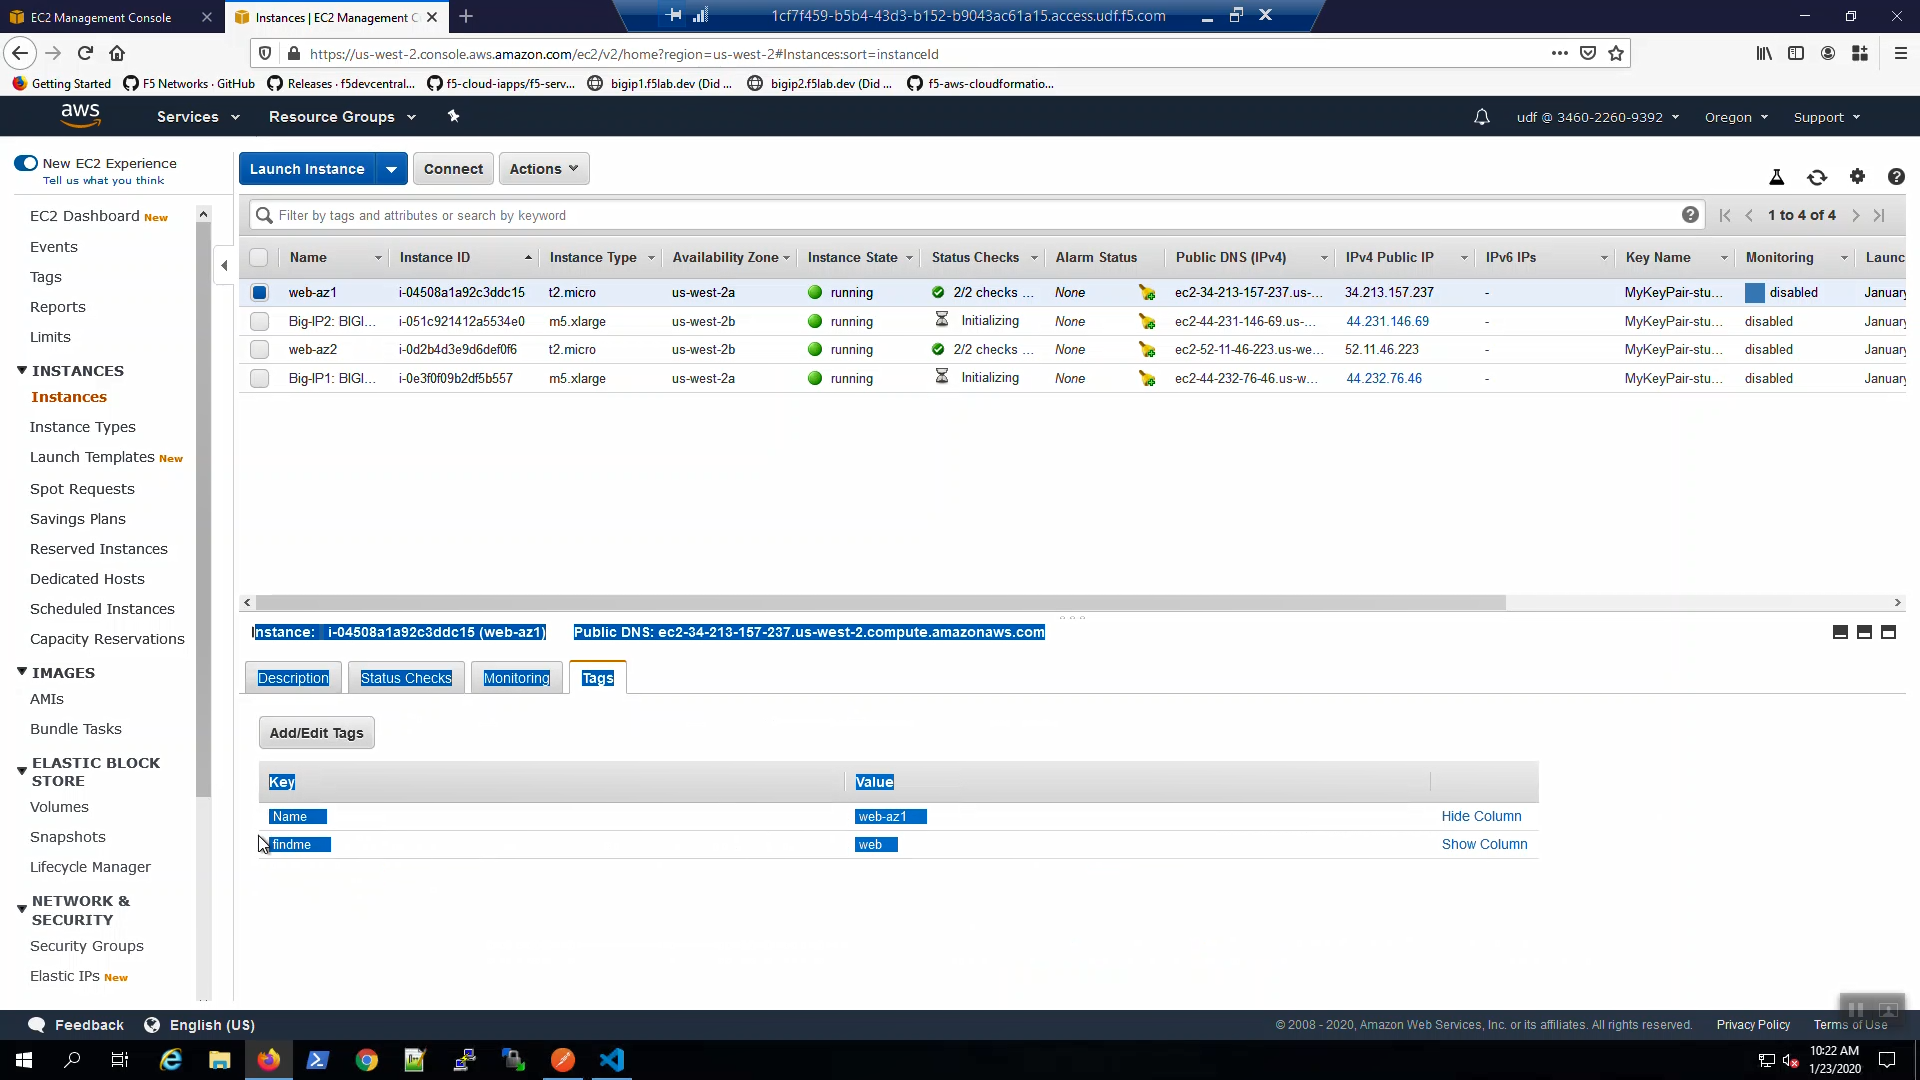 EC2 Management Console
Instances | EC2 Management C
1cf7f459-b5b4-43d3-b152-b9043ac61a15.access.udf.f5.com
https://us-west-2.console.aws.amazon.com/ec2/v2/home?region=us-west-2#Instances:sort=instanceId
Getting Started F5 Networks · GitHub Releases · f5devcentral... f5-cloud-iapps/f5-serv... bigip1.f5lab.dev (Did ... bigip2.f5lab.dev (Did ... f5-aws-cloudformatio...
aws Services Resource Groups udf @ 3460-2260-9392 Oregon Support
New EC2 Experience
Tell us what you think
EC2 Dashboard New
Events
Tags
Reports
Limits
INSTANCES
Instances
Instance Types
Launch Templates New
Spot Requests
Savings Plans
Reserved Instances
Dedicated Hosts
Scheduled Instances
Capacity Reservations
IMAGES
AMIs
Bundle Tasks
ELASTIC BLOCK
STORE
Volumes
Snapshots
Lifecycle Manager
NETWORK &
SECURITY
Security Groups
Elastic IPs New
Launch Instance Connect Actions
Filter by tags and attributes or search by keyword 1 to 4 of 4
Name Instance ID Instance Type Availability Zone Instance State Status Checks Alarm Status Public DNS (IPv4) IPv4 Public IP IPv6 IPs Key Name Monitoring Launc
web-az1 i-04508a1a92c3ddc15 t2.micro us-west-2a running 2/2 checks ... None ec2-34-213-157-237.us-... 34.213.157.237 - MyKeyPair-stu... disabled January
Big-IP2: BIGI... i-051c921412a5534e0 m5.xlarge us-west-2b running Initializing None ec2-44-231-146-69.us-... 44.231.146.69 - MyKeyPair-stu... disabled January
web-az2 i-0d2b4d3e9d6def0f6 t2.micro us-west-2b running 2/2 checks ... None ec2-52-11-46-223.us-we... 52.11.46.223 - MyKeyPair-stu... disabled January
Big-IP1: BIGI... i-0e3f0f09b2df5b557 m5.xlarge us-west-2a running Initializing None ec2-44-232-76-46.us-w... 44.232.76.46 - MyKeyPair-stu... disabled January
Instance: i-04508a1a92c3ddc15 (web-az1) Public DNS: ec2-34-213-157-237.us-west-2.compute.amazonaws.com
Description Status Checks Monitoring Tags
Add/Edit Tags
Key Value
Name web-az1 Hide Column
findme web Show Column
Feedback English (US) © 2008 - 2020, Amazon Web Services, Inc. or its affiliates. All rights reserved. Privacy Policy Terms of Use
10:22 AM
1/23/2020